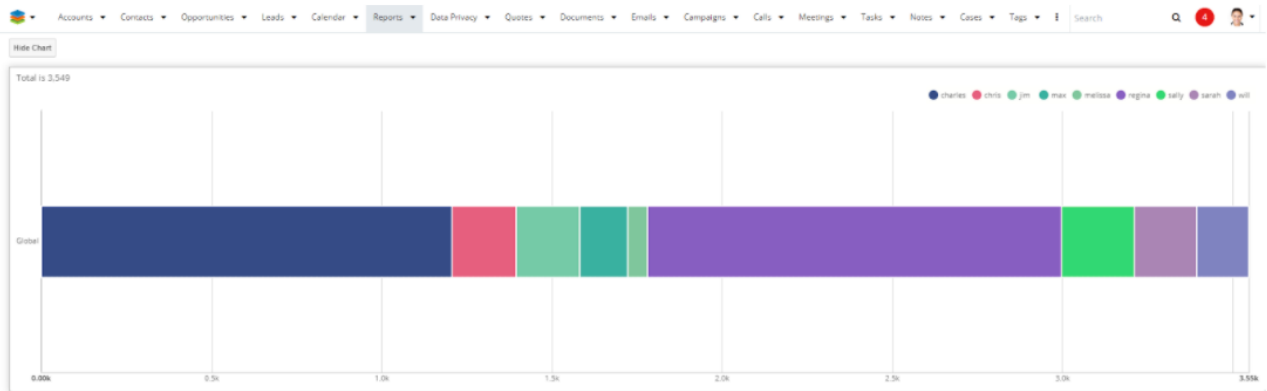 Accounts Contacts Opportunities Leads Calendar Reports Data Privacy Quotes Documents Emails Campaigns Calls Meetings Tasks Notes Cases Tags Search 4
Hide Chart
Total is 3,549
charles chris jim max melissa regina sally sarah will
Global
0.00k 0.5k 1.0k 1.5k 2.0k 2.5k 3.0k 3.55k